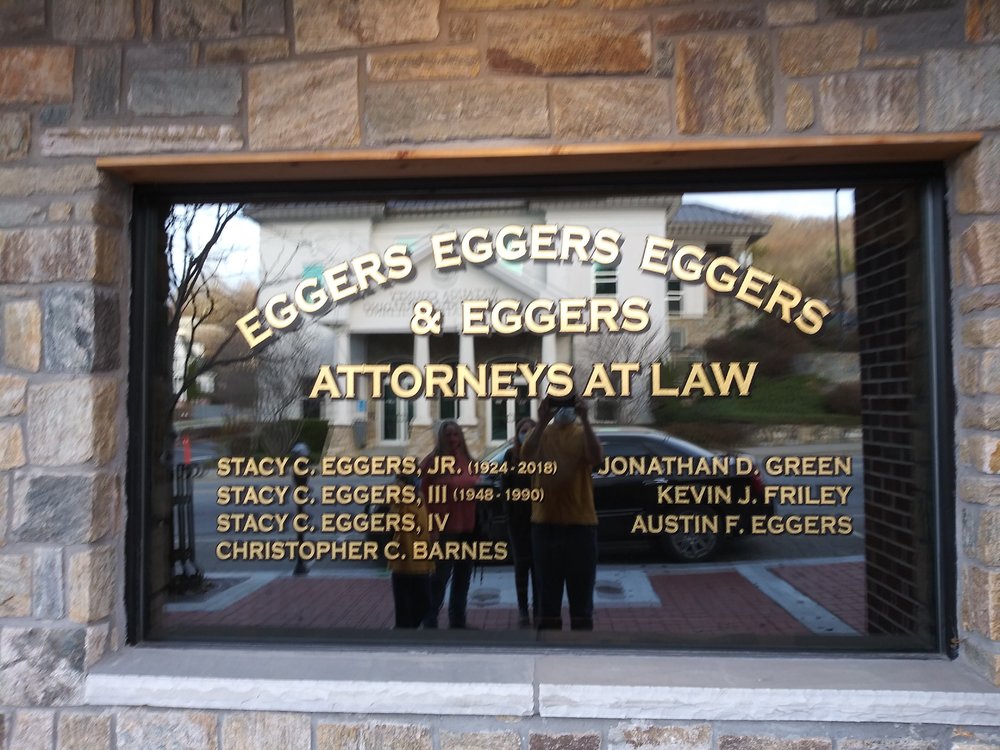 EGGERS EGGERS EGGERS
& EGGERS
ATTORNEYS AT LAW
STACY C. EGGERS, JR. (1924 - 2018)
STACY C. EGGERS, III (1948 - 1990)
STACY C. EGGERS, IV
CHRISTOPHER C. BARNES
JONATHAN D. GREEN
KEVIN J. FRILEY
AUSTIN F. EGGERS